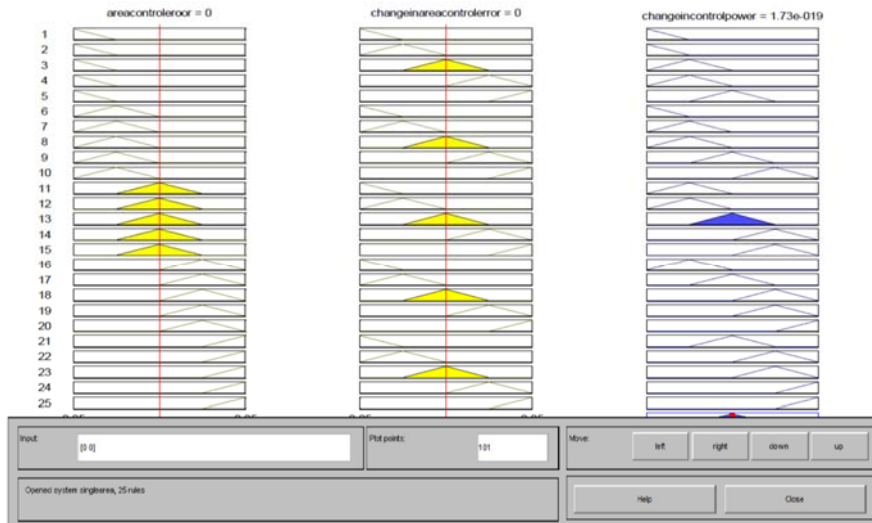 areacontroleroor = 0
changeinareacontrolerror = 0
changeincontrolpower = 1.73e-019
1
2
3
4
5
6
7
8
9
10
11
12
13
14
15
16
17
18
19
20
21
22
23
24
25
Input:
[0 0]
Plot points:
101
Move:
left
right
down
up
Opened system singlearea, 25 rules
Help
Close